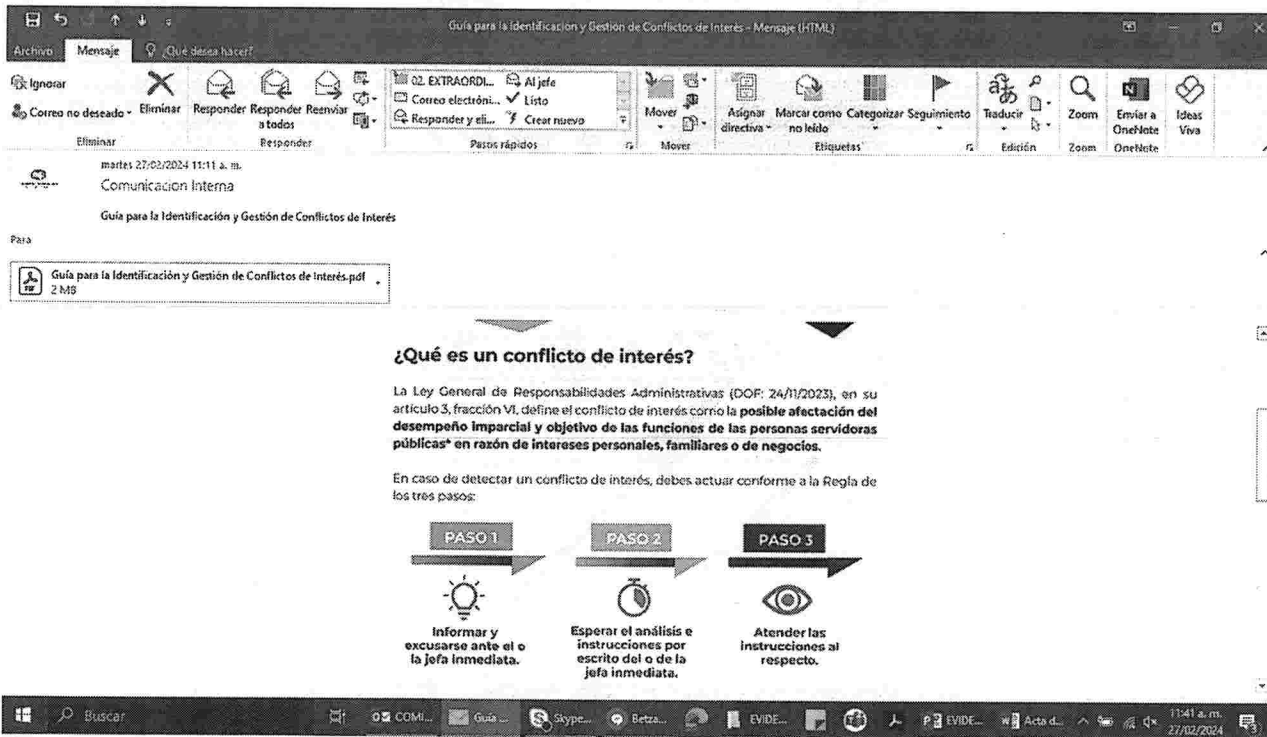 Guía para la Identificación y Gestión de Conflictos de Interés - Mensaje (HTML)
Archivo Mensaje ¿Qué desea hacer?
Ignorar
Correo no deseado
Eliminar
Responder
Responder a todos
Reenviar
02. EXTRAORDI...
Al jefe
Correo electróni...
Listo
Responder y eli...
Crear nuevo
Mover
Asignar directiva
Marcar como no leído
Categorizar
Seguimiento
Traducir
Zoom
Enviar a OneNote
Ideas Viva
Eliminar Responder Pasos rápidos Mover Etiquetas Edición Zoom OneNote
martes 27/02/2024 11:11 a. m.
Comunicacion Interna
Guía para la Identificación y Gestión de Conflictos de Interés
Para
Guía para la Identificación y Gestión de Conflictos de Interés.pdf
2 MB
¿Qué es un conflicto de interés?
La Ley General de Responsabilidades Administrativas (DOF: 24/11/2023), en su
artículo 3, fracción VI, define el conflicto de interés como la posible afectación del
desempeño imparcial y objetivo de las funciones de las personas servidoras
públicas* en razón de intereses personales, familiares o de negocios.
En caso de detectar un conflicto de interés, debes actuar conforme a la Regla de
los tres pasos:
PASO 1
PASO 2
PASO 3
Informar y
excusarse ante el o
la jefa inmediata.
Esperar el análisis e
instrucciones por
escrito del o de la
jefa inmediata.
Atender las
instrucciones al
respecto.
Buscar COMI... Guía ... Skype... Betza... EVIDE... EVIDE... Acta d... 11:41 a. m.
27/02/2024